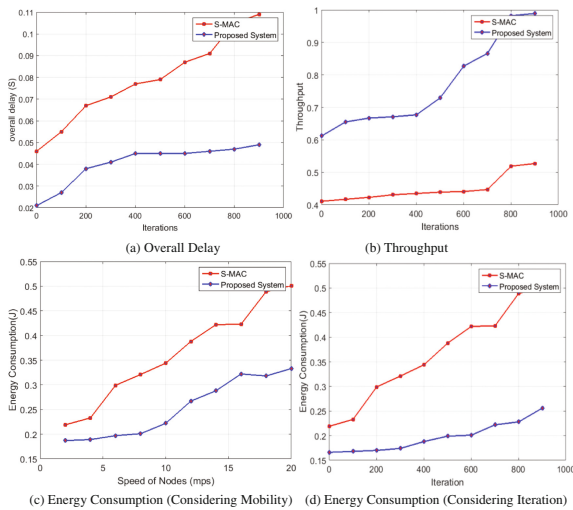 0.11
0.1
0.09
0.08
0.07
0.06
0.05
0.04
0.03
0.02
overall delay (S)
0 200 400 600 800 1000
Iterations
S-MAC
Proposed System
(a) Overall Delay
1
0.9
0.8
0.7
0.6
0.5
0.4
Throughput
0 200 400 600 800 1000
Iterations
S-MAC
Proposed System
(b) Throughput
0.55
0.5
0.45
0.4
0.35
0.3
0.25
0.2
0.15
Energy Consumption(J)
0 5 10 15 20
Speed of Nodes (mps)
S-MAC
Proposed System
(c) Energy Consumption (Considering Mobility)
0.55
0.5
0.45
0.4
0.35
0.3
0.25
0.2
0.15
Energy Consumption(J)
0 200 400 600 800 1000
Iteration
S-MAC
Proposed System
(d) Energy Consumption (Considering Iteration)